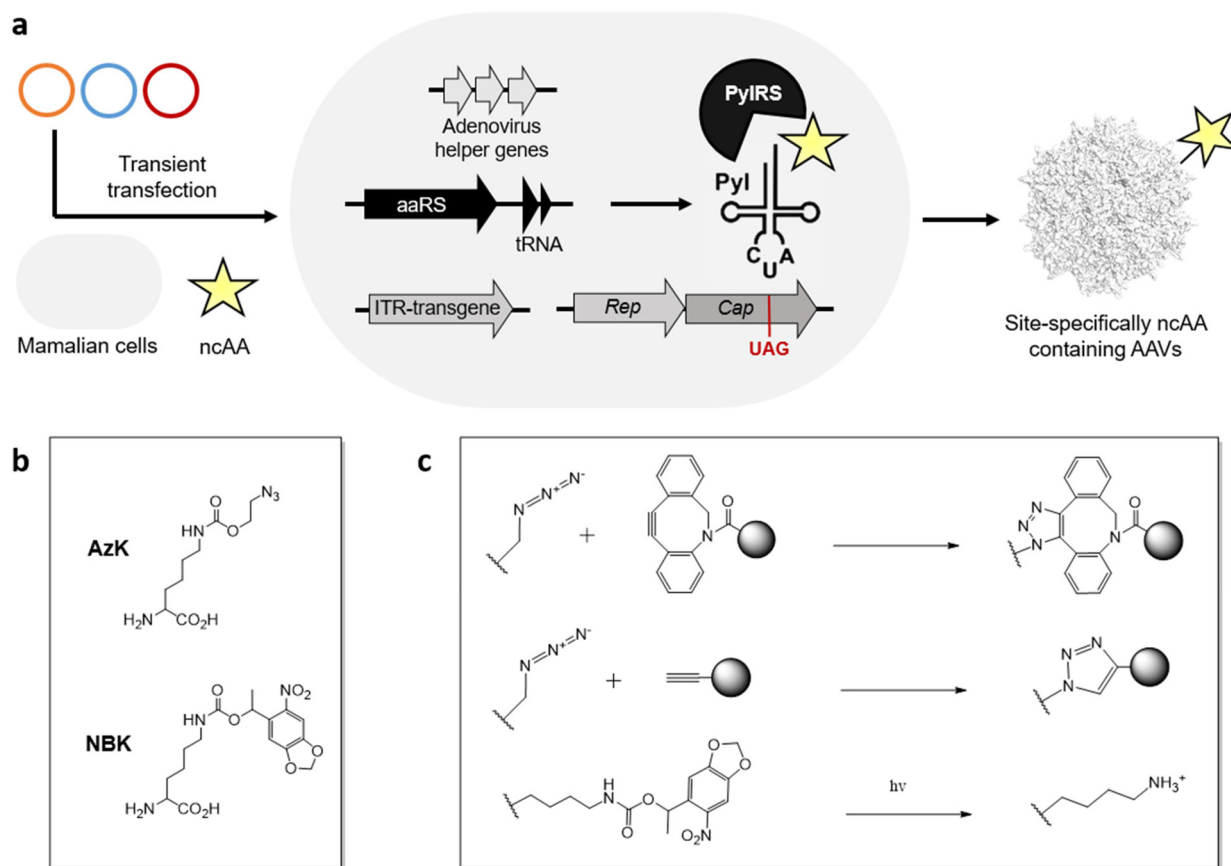 a
Transient
transfection
Mamalian cells
ncAA
Adenovirus
helper genes
aaRS
tRNA
ITR-transgene
Rep
Cap
UAG
PylRS
Pyl
C U A
Site-specifically ncAA
containing AAVs
b
AzK
O
N3
HN
O
H2N
CO2H
NBK
O
NO2
HN
O
O
O
H2N
CO2H
c
N=N+=N-
+
O
N
N
N
N
O
N
N=N+=N-
+
N
N
N
H
N
O
O
O
O
NO2
hv
NH3+